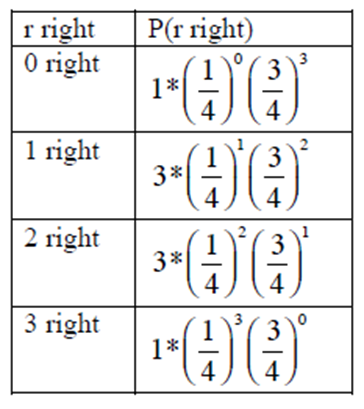 r right P(r right)
0 right 1*(1/4)^0 (3/4)^3
1 right 3*(1/4)^1 (3/4)^2
2 right 3*(1/4)^2 (3/4)^1
3 right 1*(1/4)^3 (3/4)^0